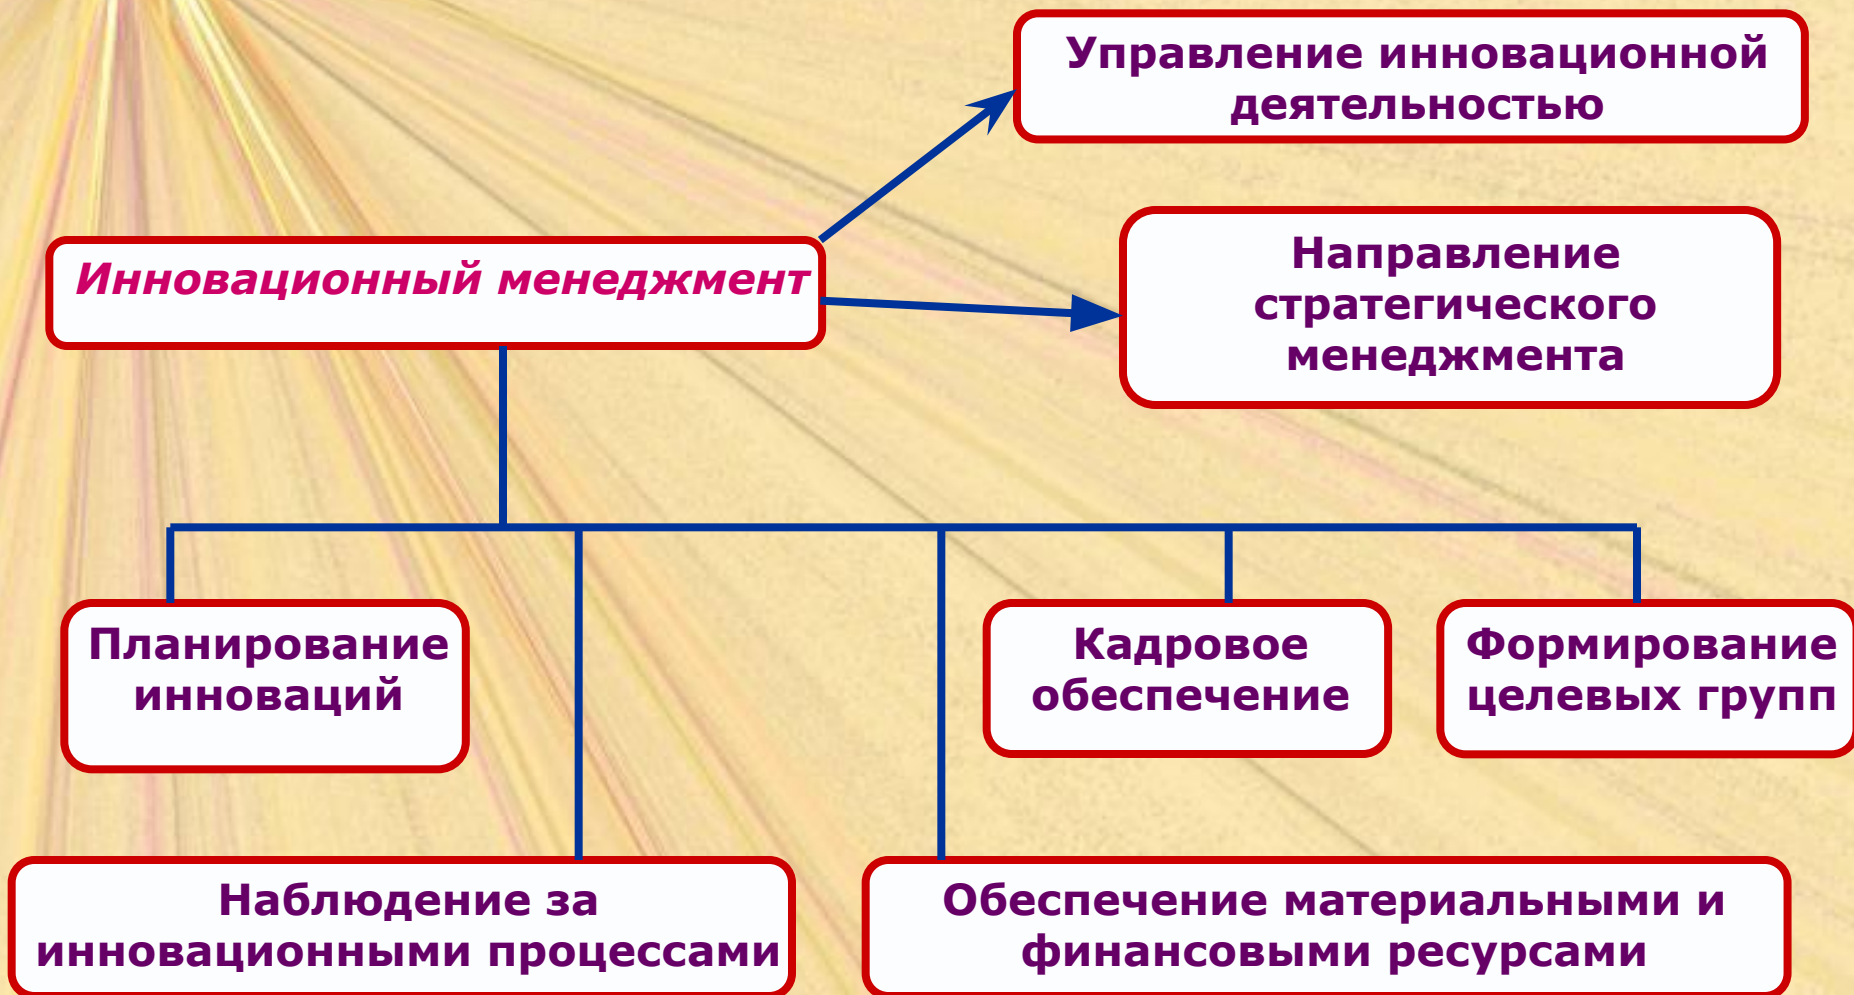 Управление инновационной
деятельностью
Инновационный менеджмент
Направление
стратегического
менеджмента
Планирование
инноваций
Кадровое
обеспечение
Формирование
целевых групп
Наблюдение за
инновационными процессами
Обеспечение материальными и
финансовыми ресурсами